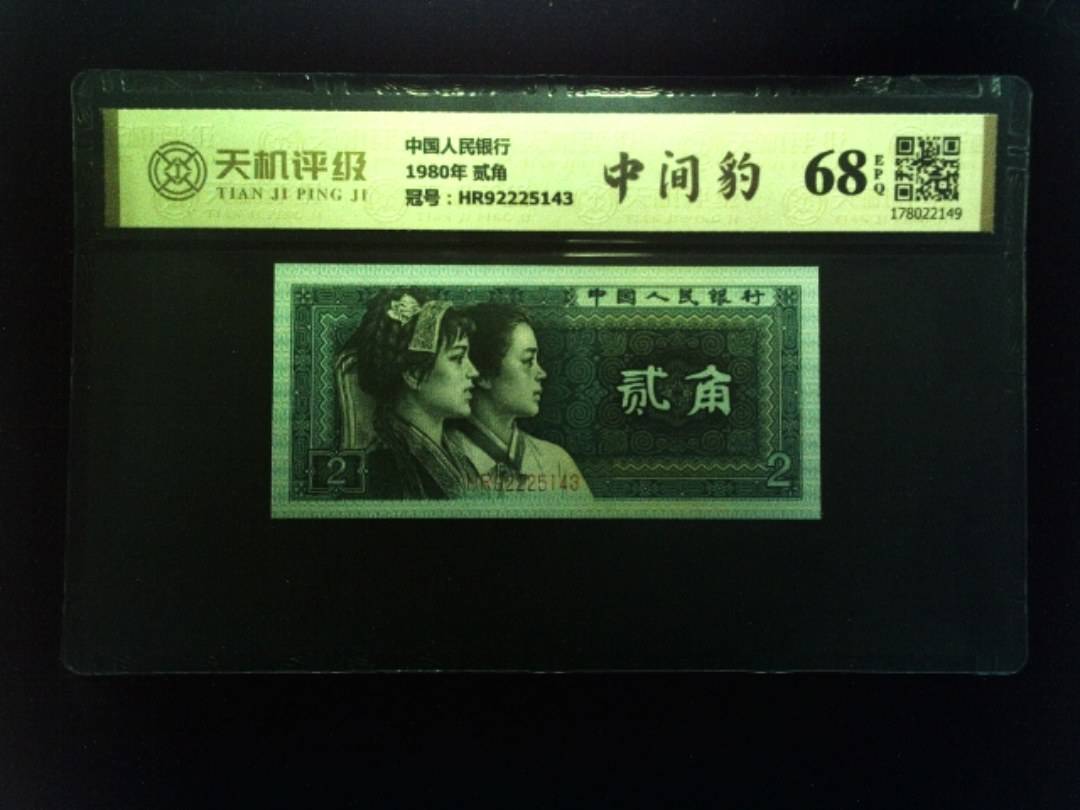 天机评级
TIAN JI PING JI
中国人民银行
1980年 贰角
冠号：HR92225143
中间豹
68
EPQ
178022149
中国人民银行
贰角
2
2
HR92225143